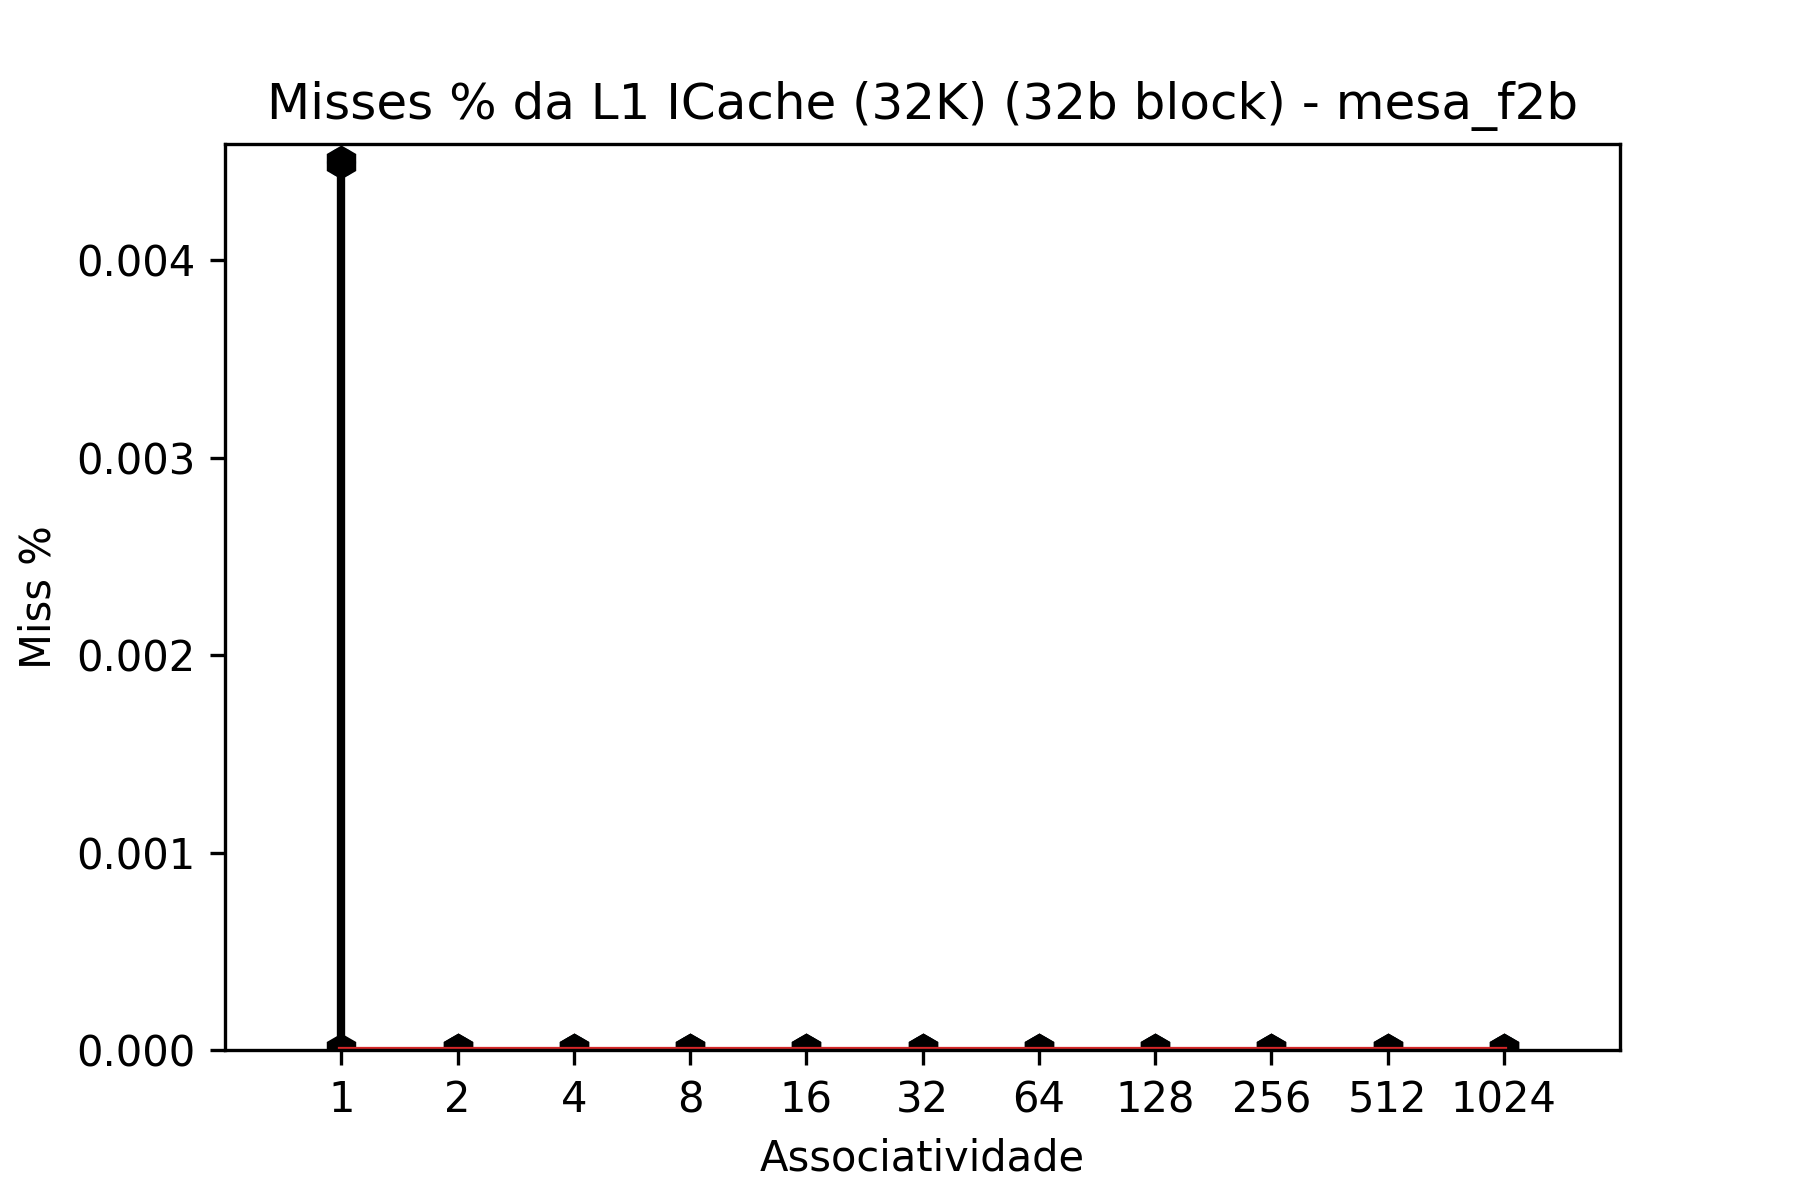 Misses % da L1 ICache (32K) (32b block) - mesa_f2b
0.004
0.003
0.002
0.001
0.000
Miss %
1 2 4 8 16 32 64 128 256 512 1024
Associatividade